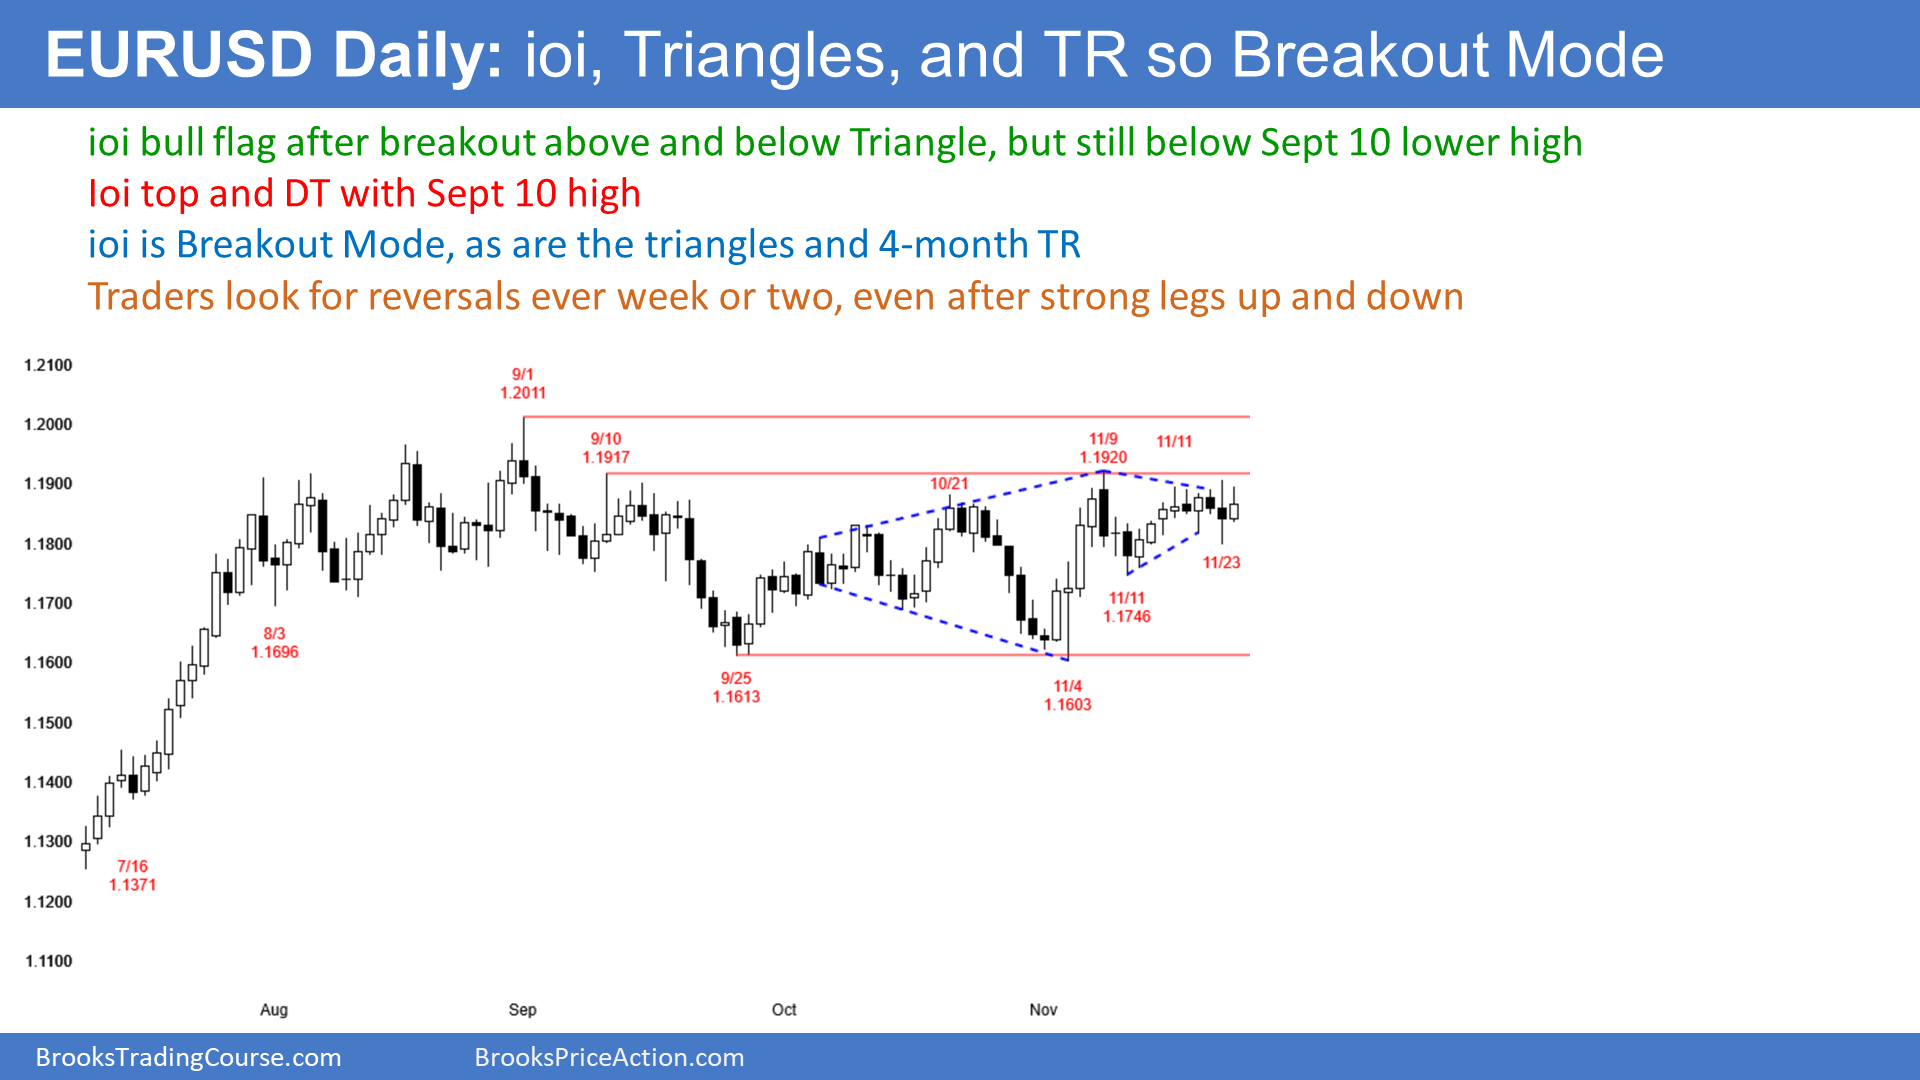 EURUSD Daily: ioi, Triangles, and TR so Breakout Mode
ioi bull flag after breakout above and below Triangle, but still below Sept 10 lower high
Ioi top and DT with Sept 10 high
ioi is Breakout Mode, as are the triangles and 4-month TR
Traders look for reversals ever week or two, even after strong legs up and down
1.2100
1.2000
1.1900
1.1800
1.1700
1.1600
1.1500
1.1400
1.1300
1.1200
1.1100
9/1
1.2011
9/10
1.1917
10/21
11/9
1.1920
11/11
8/3
1.1696
9/25
1.1613
11/4
1.1603
11/11
1.1746
11/23
7/16
1.1371
Aug
Sep
Oct
Nov
BrooksTradingCourse.com
BrooksPriceAction.com